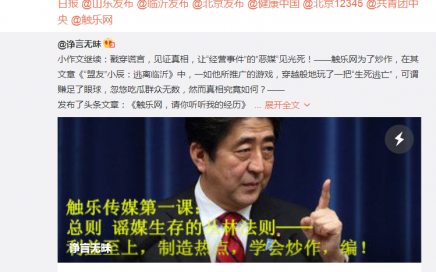 日报 @山东发布 @临沂发布 @北京发布 @健康中国 @北京12345 @共青团中
央 @触乐网
@诤言无昧
小作文继续：戳穿谎言，见证真相，让“经营事件”的“恶媒”见光死！——触乐网为了炒作，在其
文章《“盟友”小辰：逃离临沂》中，一如他所推广的游戏，穿越般地玩了一把“生死逃亡”，可谓
赚足了眼球，忽悠吃瓜群众无数，然而真相究竟如何？——
发布了头条文章：《触乐网，请你听听我的经历》 ... 展开全文
触乐传媒第一课：
总则 谣媒生存的丛林法则——
至上，制造热点，学会炒作，编！
诤言无昧